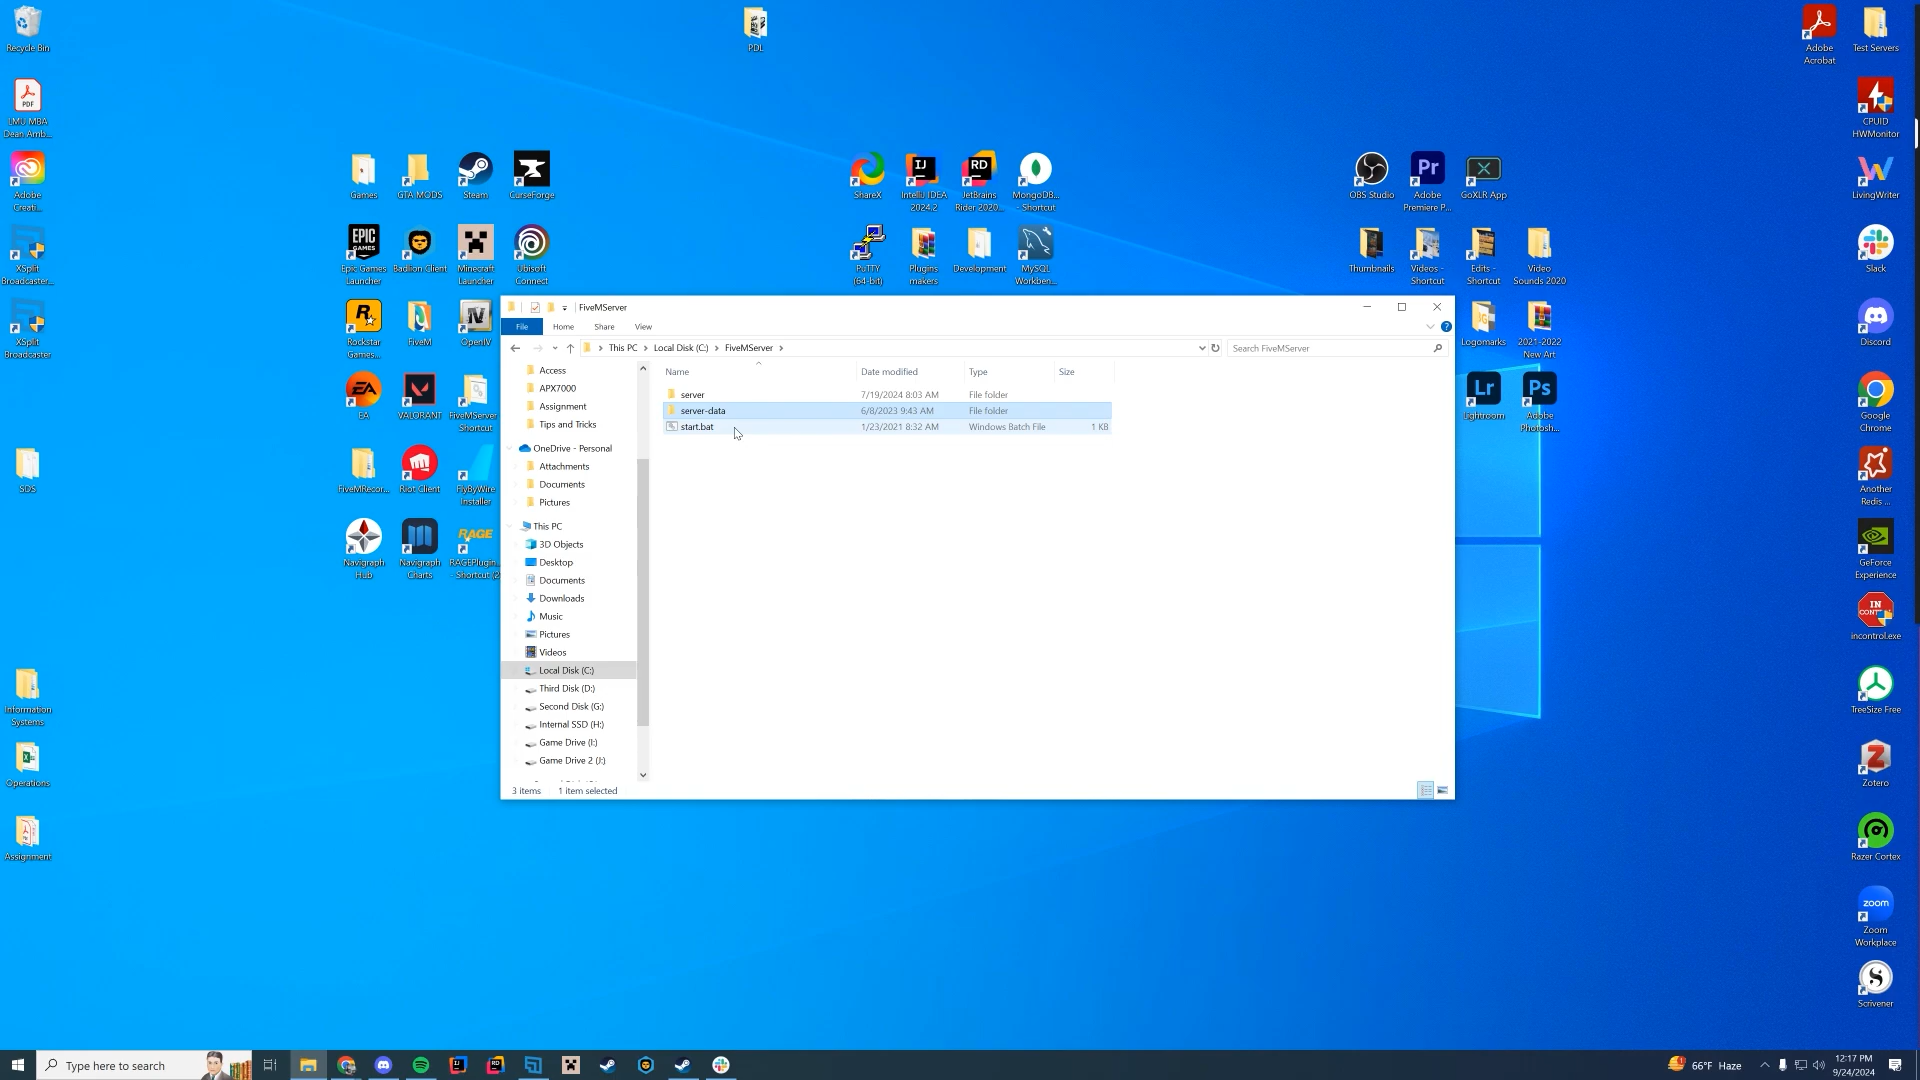 Recycle Bin
PDL
Adobe
Acrobat
Test Servers
LMU MBA
Dean Amb...
CPUID
HWMonitor
Adobe
Creati...
Games
GTA MODS
Steam
CurseForge
ShareX
IntelliJ IDEA
2024.2
JetBrains
Rider 2020...
MongoDB...
- Shortcut
OBS Studio
Adobe
Premiere P...
GoXLR App
LivingWriter
XSplit
Broadcaster...
Epic Games
Launcher
Badlion Client
Minecraft
Launcher
Ubisoft
Connect
PuTTY
(64-bit)
Plugins
makers
Development
MySQL
Workben...
Thumbnails
Videos -
Shortcut
Edits -
Shortcut
Video
Sounds 2020
Slack
XSplit
Broadcaster
Rockstar
Games...
FiveM
OpenIV
Logomarks
2021-2022
New Art
Discord
EA
VALORANT
FiveMServer
Shortcut
Lightroom
Adobe
Photosh...
Google
Chrome
SDS
FiveMRecor...
Riot Client
FlyByWire
Installer
Another
Redis ...
Navigraph
Hub
Navigraph
Charts
RAGEPlugin...
- Shortcut (2)
GeForce
Experience
incontrol.exe
Information
Systems
TreeSize Free
Operations
Zotero
Assignment
Razer Cortex
Zoom
Workplace
Scrivener
FiveMServer
File
Home
Share
View
This PC
Local Disk (C:)
FiveMServer
Search FiveMServer
Name
Date modified
Type
Size
server
7/19/2024 8:03 AM
File folder
server-data
6/8/2023 9:43 AM
File folder
start.bat
1/23/2021 8:32 AM
Windows Batch File
1 KB
Access
APX7000
Assignment
Tips and Tricks
OneDrive - Personal
Attachments
Documents
Pictures
This PC
3D Objects
Desktop
Documents
Downloads
Music
Pictures
Videos
Local Disk (C:)
Third Disk (D:)
Second Disk (G:)
Internal SSD (H:)
Game Drive (I:)
Game Drive 2 (J:)
3 items
1 item selected
Type here to search
66°F Haze
12:17 PM
9/24/2024